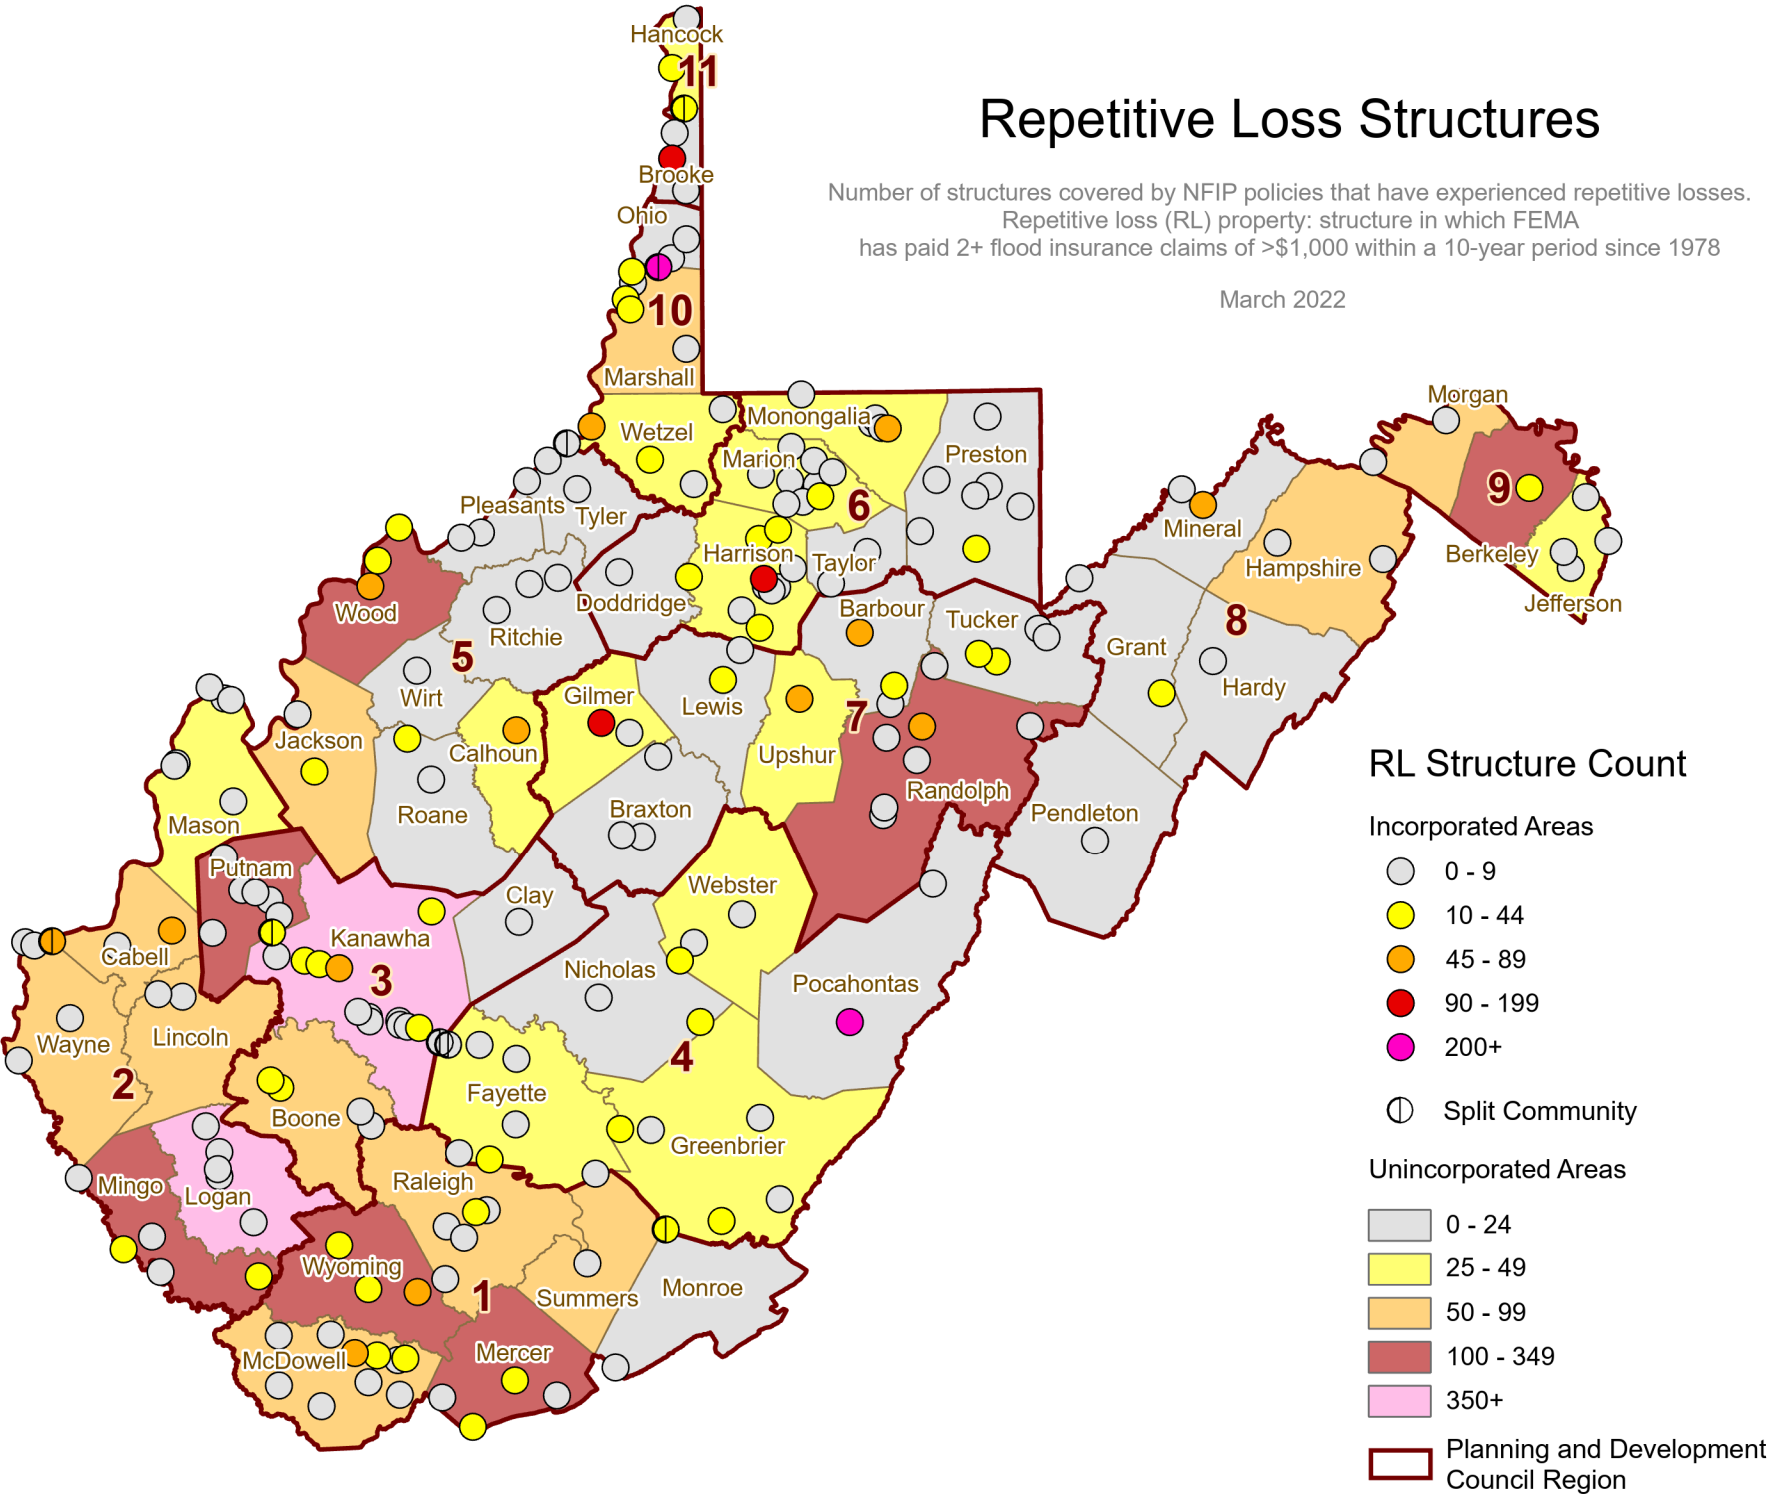 Repetitive Loss Structures
Number of structures covered by NFIP policies that have experienced repetitive losses.
Repetitive loss (RL) property: structure in which FEMA
has paid 2+ flood insurance claims of >$1,000 within a 10-year period since 1978
March 2022
Hancock
11
Brooke
Ohio
10
Marshall
Wetzel
Monongalia
Marion
Preston
6
Pleasants
Tyler
Harrison
Taylor
Doddridge
Wood
Ritchie
5
Wirt
Barbour
Tucker
Grant
8
Hardy
Mineral
Hampshire
Morgan
9
Berkeley
Jefferson
Gilmer
Lewis
7
Upshur
Calhoun
Jackson
Roane
Braxton
Randolph
Pendleton
Mason
Putnam
Clay
Webster
Kanawha
3
Cabell
Nicholas
Pocahontas
Wayne
Lincoln
2
4
Fayette
Boone
Greenbrier
Mingo
Logan
Raleigh
Wyoming
1
Summers
Monroe
McDowell
Mercer
RL Structure Count
Incorporated Areas
0 - 9
10 - 44
45 - 89
90 - 199
200+
Split Community
Unincorporated Areas
0 - 24
25 - 49
50 - 99
100 - 349
350+
Planning and Development
Council Region